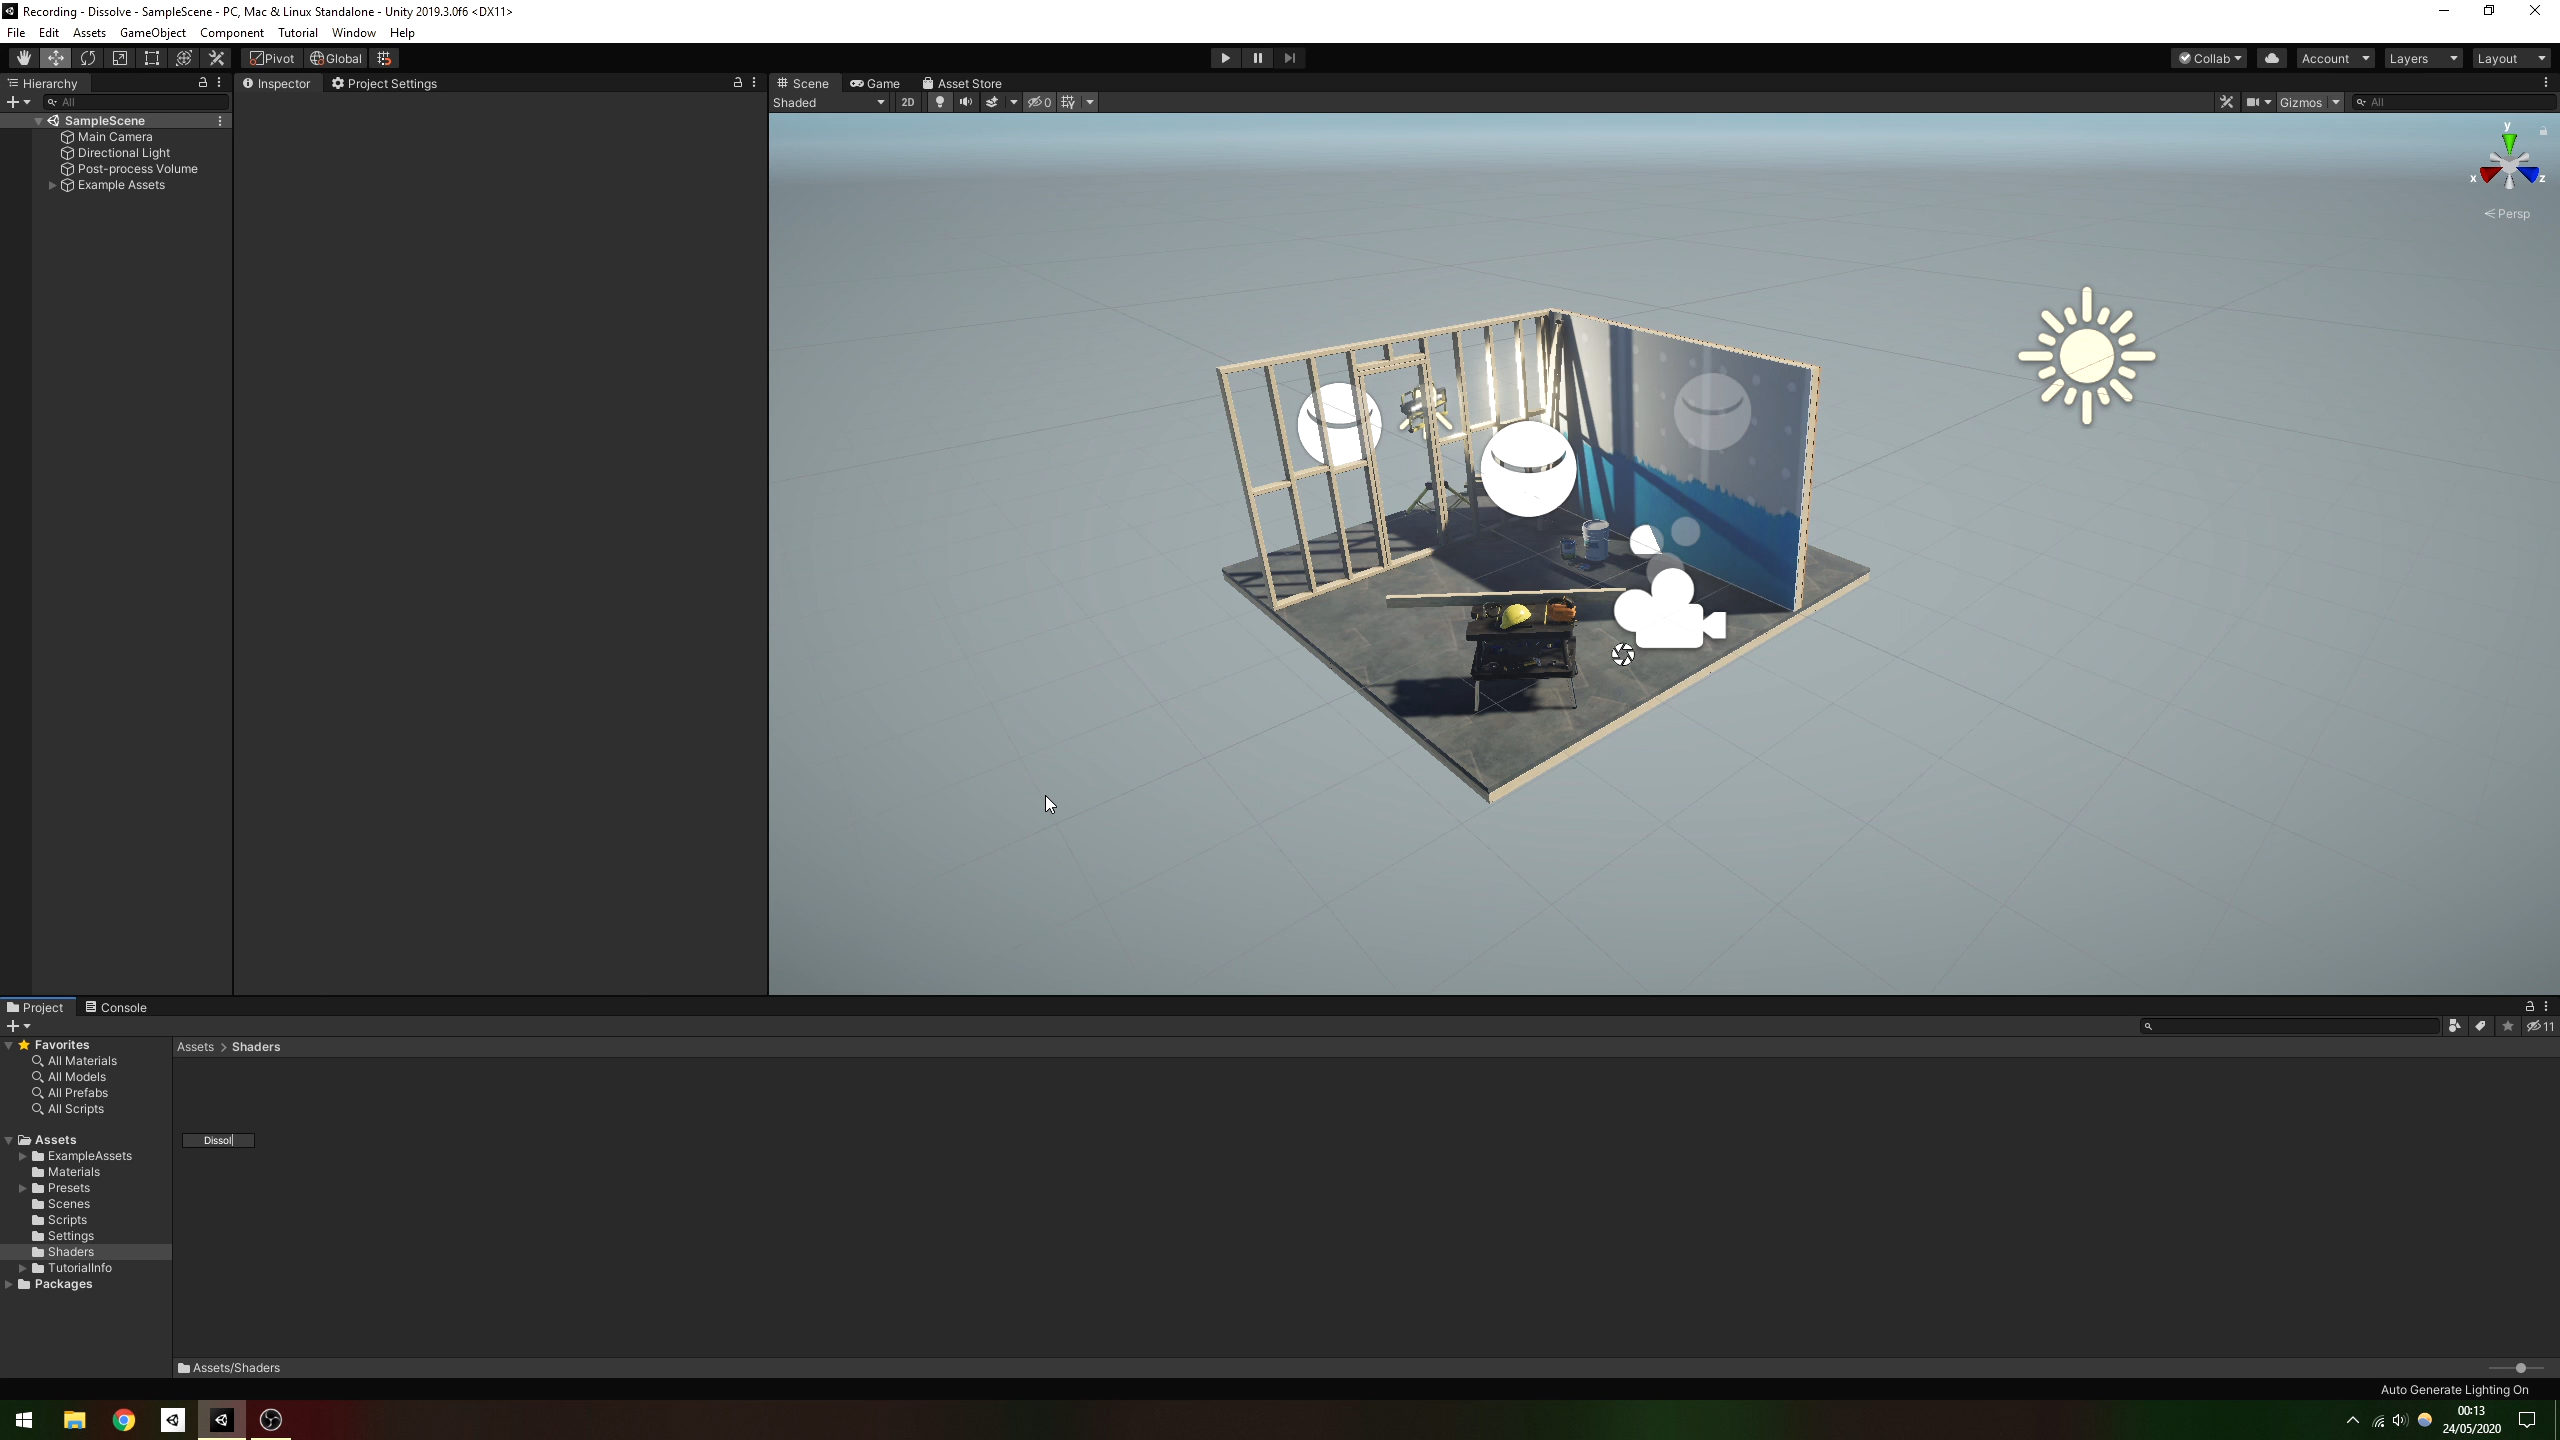 Recording - Dissolve - SampleScene - PC, Mac & Linux Standalone - Unity 2019.3.0f6 <DX11>
File Edit Assets GameObject Component Tutorial Window Help
Pivot Global Collab Account Layers Layout
Hierarchy Inspector Project Settings Scene Game Asset Store
All Shaded 2D 0 Gizmos All
SampleScene
Main Camera
Directional Light
Post-process Volume
Example Assets
y
x z
Persp
Project Console
11
Favorites
All Materials
All Models
All Prefabs
All Scripts
Assets > Shaders
Dissol
Assets
ExampleAssets
Materials
Presets
Scenes
Scripts
Settings
Shaders
TutorialInfo
Packages
Assets/Shaders
Auto Generate Lighting On
00:13
24/05/2020